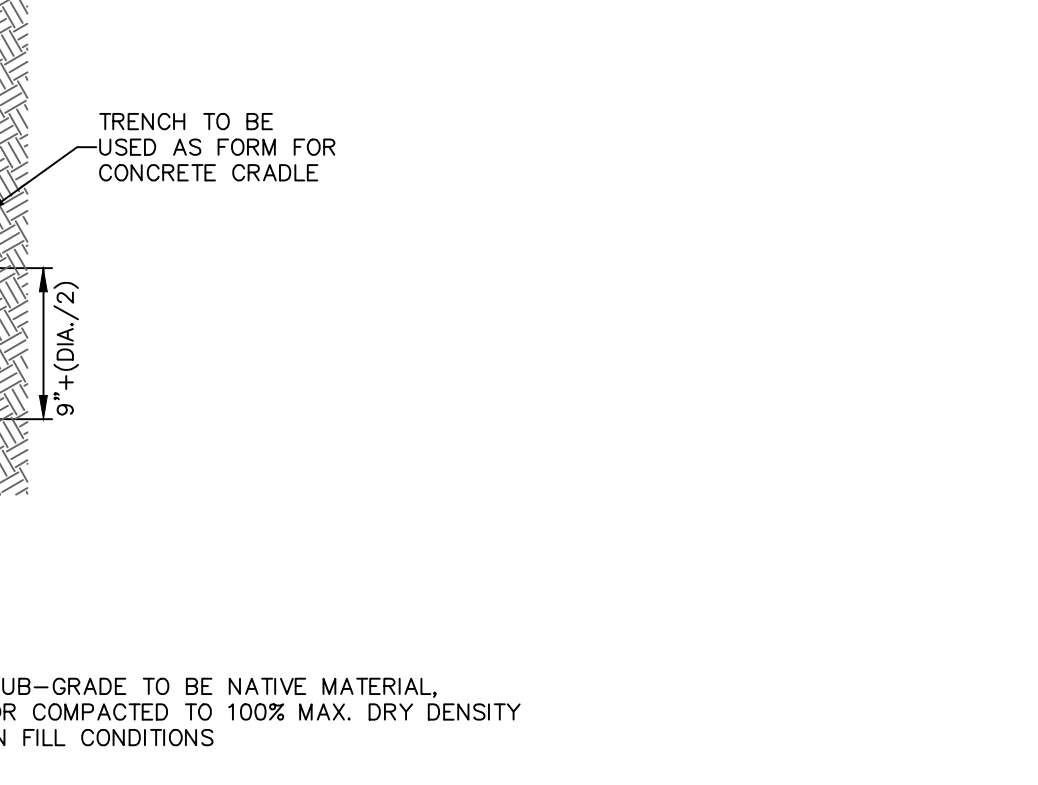 TRENCH TO BE
USED AS FORM FOR
CONCRETE CRADLE
9"+(DIA./2)
UB-GRADE TO BE NATIVE MATERIAL,
OR COMPACTED TO 100% MAX. DRY DENSITY
N FILL CONDITIONS